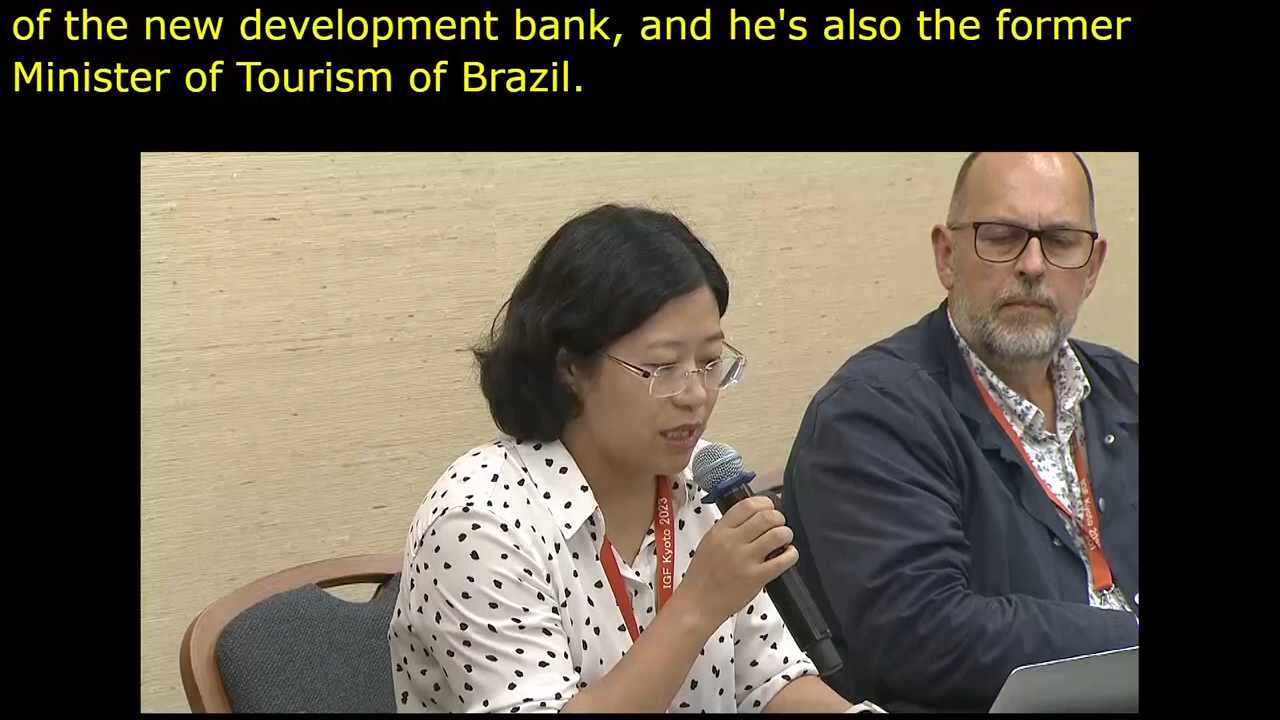 of the new development bank, and he's also the former
Minister of Tourism of Brazil.
IGF Kyoto 2023